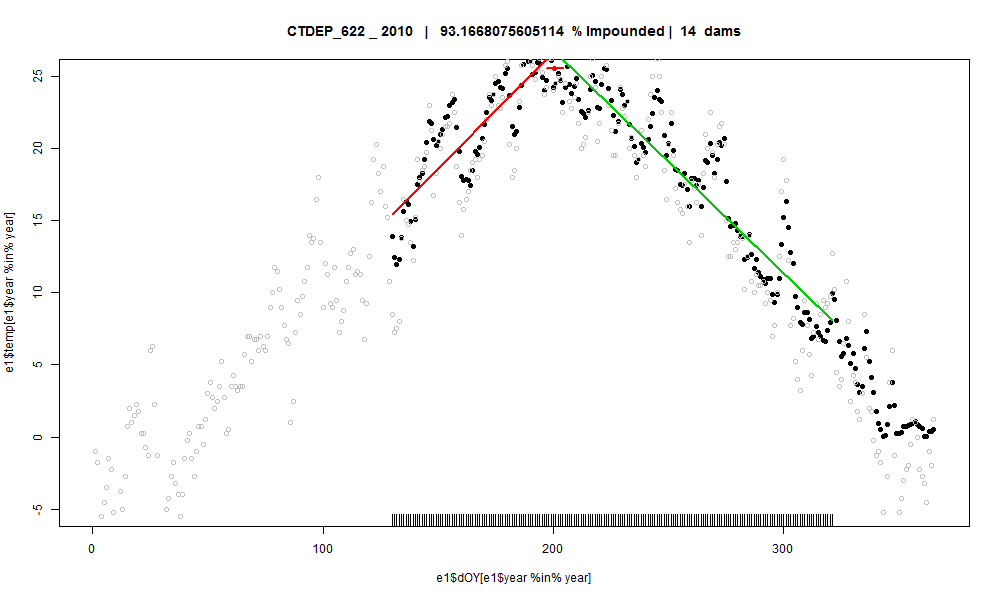 CTDEP_622 _ 2010 | 93.1668075605114 % Impounded | 14 dams
e1$temp[e1$year %in% year]
25
20
15
10
5
0
-5
0 100 200 300
e1$dOY[e1$year %in% year]